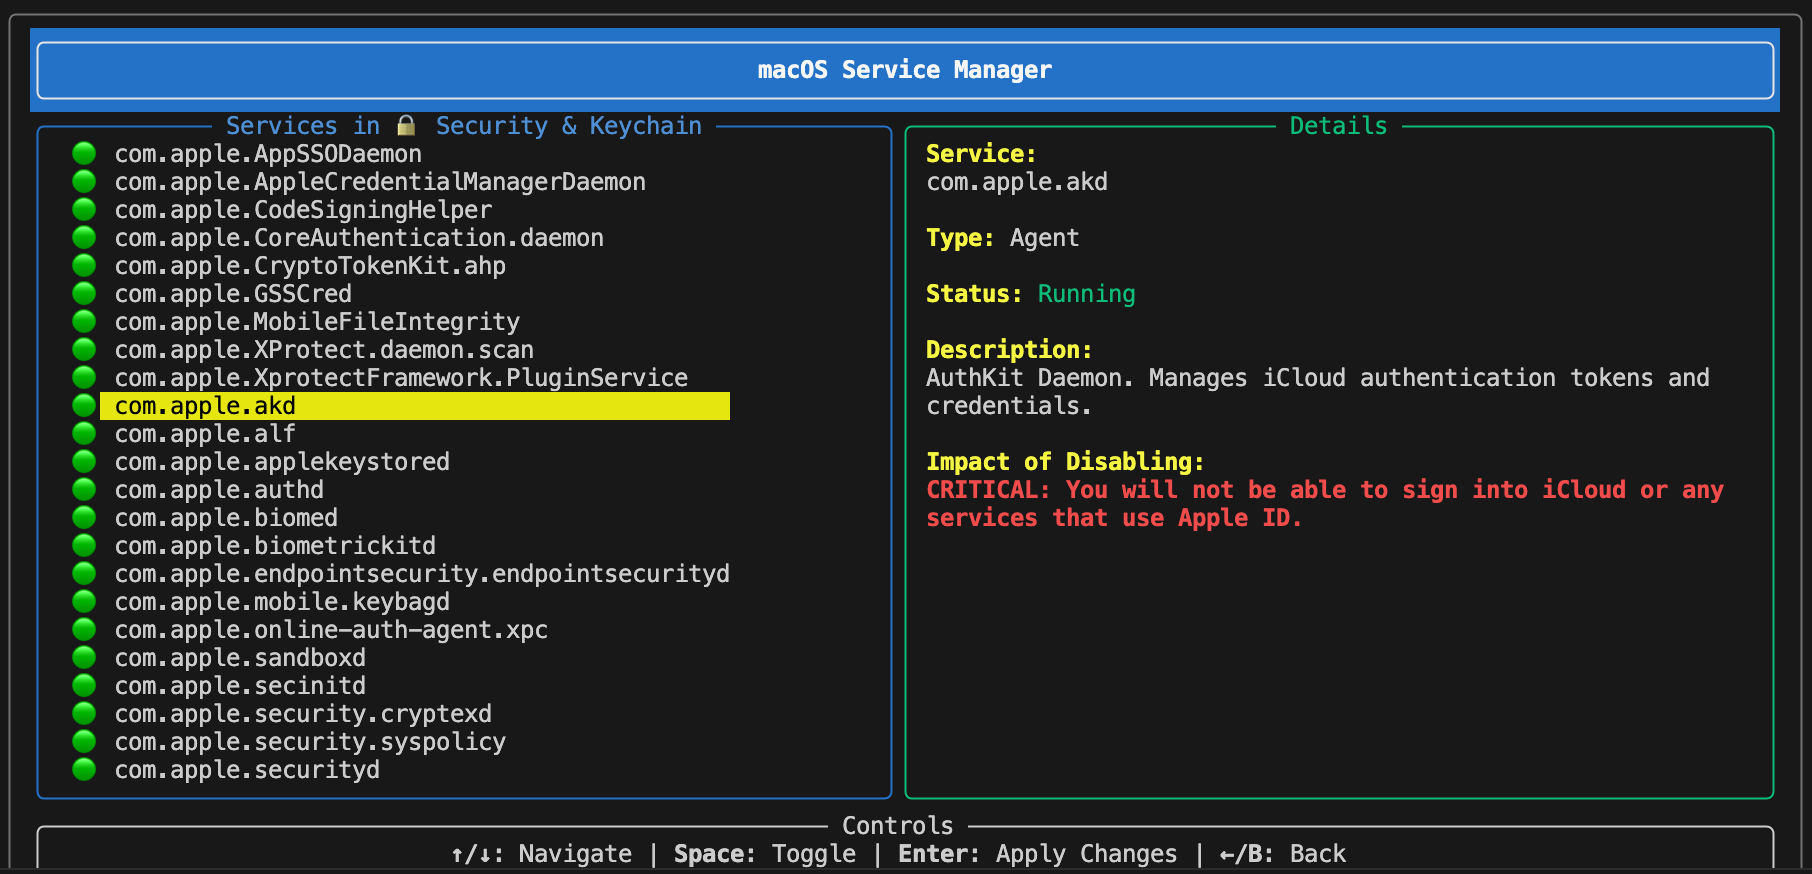 macOS Service Manager
Services in 🔒 Security & Keychain
com.apple.AppSSODaemon
com.apple.AppleCredentialManagerDaemon
com.apple.CodeSigningHelper
com.apple.CoreAuthentication.daemon
com.apple.CryptoTokenKit.ahp
com.apple.GSSCred
com.apple.MobileFileIntegrity
com.apple.XProtect.daemon.scan
com.apple.XprotectFramework.PluginService
com.apple.akd
com.apple.alf
com.apple.applekeystored
com.apple.authd
com.apple.biomed
com.apple.biometrickitd
com.apple.endpointsecurity.endpointsecurityd
com.apple.mobile.keybagd
com.apple.online-auth-agent.xpc
com.apple.sandboxd
com.apple.secinitd
com.apple.security.cryptexd
com.apple.security.syspolicy
com.apple.securityd
Details
Service:
com.apple.akd
Type: Agent
Status: Running
Description:
AuthKit Daemon. Manages iCloud authentication tokens and
credentials.
Impact of Disabling:
CRITICAL: You will not be able to sign into iCloud or any
services that use Apple ID.
Controls
↑/↓: Navigate | Space: Toggle | Enter: Apply Changes | ←/B: Back